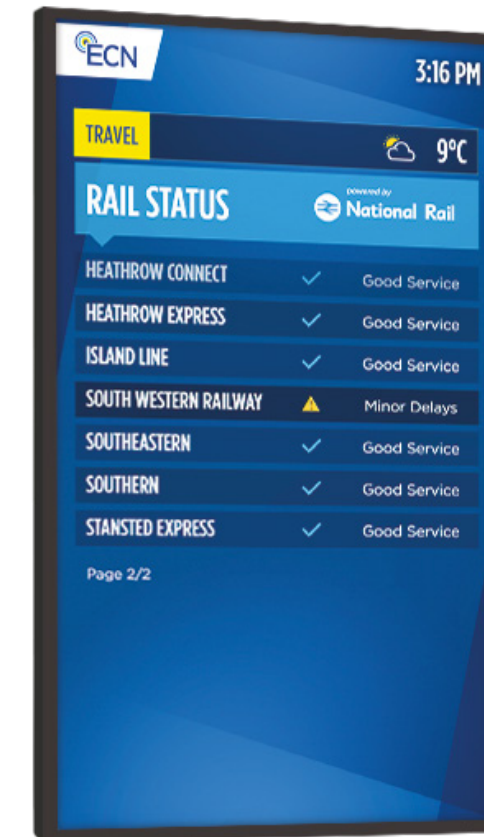 ECN
3:16 PM
TRAVEL
9°C
RAIL STATUS
powered by
National Rail
HEATHROW CONNECT Good Service
HEATHROW EXPRESS Good Service
ISLAND LINE Good Service
SOUTH WESTERN RAILWAY Minor Delays
SOUTHEASTERN Good Service
SOUTHERN Good Service
STANSTED EXPRESS Good Service
Page 2/2